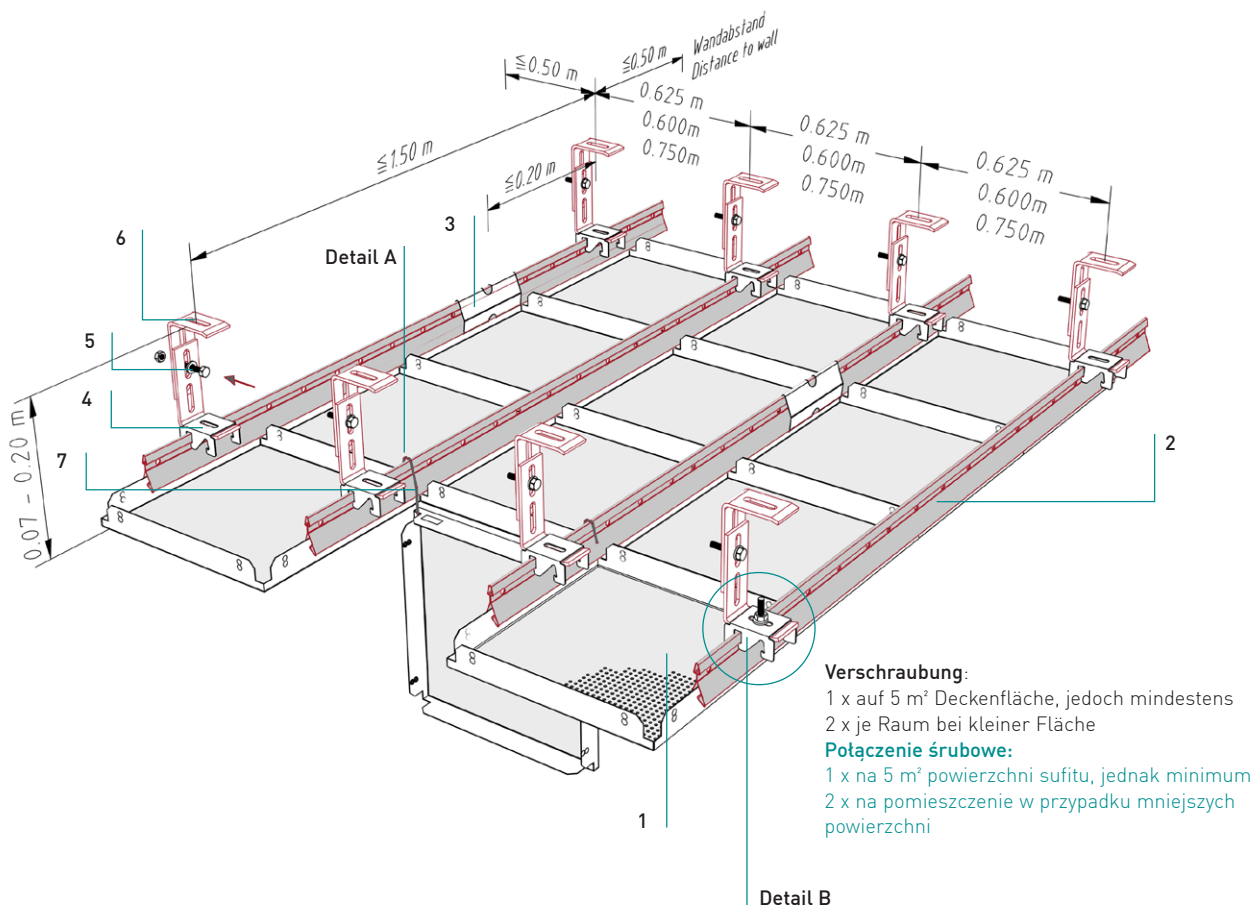 ≦0.50 m
≦0.50 m
Wandabstand
Distance to wall
0.625 m
0.600m
0.750m
0.625 m
0.600m
0.750m
0.625 m
0.600m
0.750m
≦1.50 m
≦0.20 m
3
6
Detail A
5
4
7
2
0.07 - 0.20 m
Verschraubung:
1 x auf 5 m² Deckenfläche, jedoch mindestens
2 x je Raum bei kleiner Fläche
Połączenie śrubowe:
1 x na 5 m² powierzchni sufitu, jednak minimum
2 x na pomieszczenie w przypadku mniejszych
powierzchni
1
Detail B